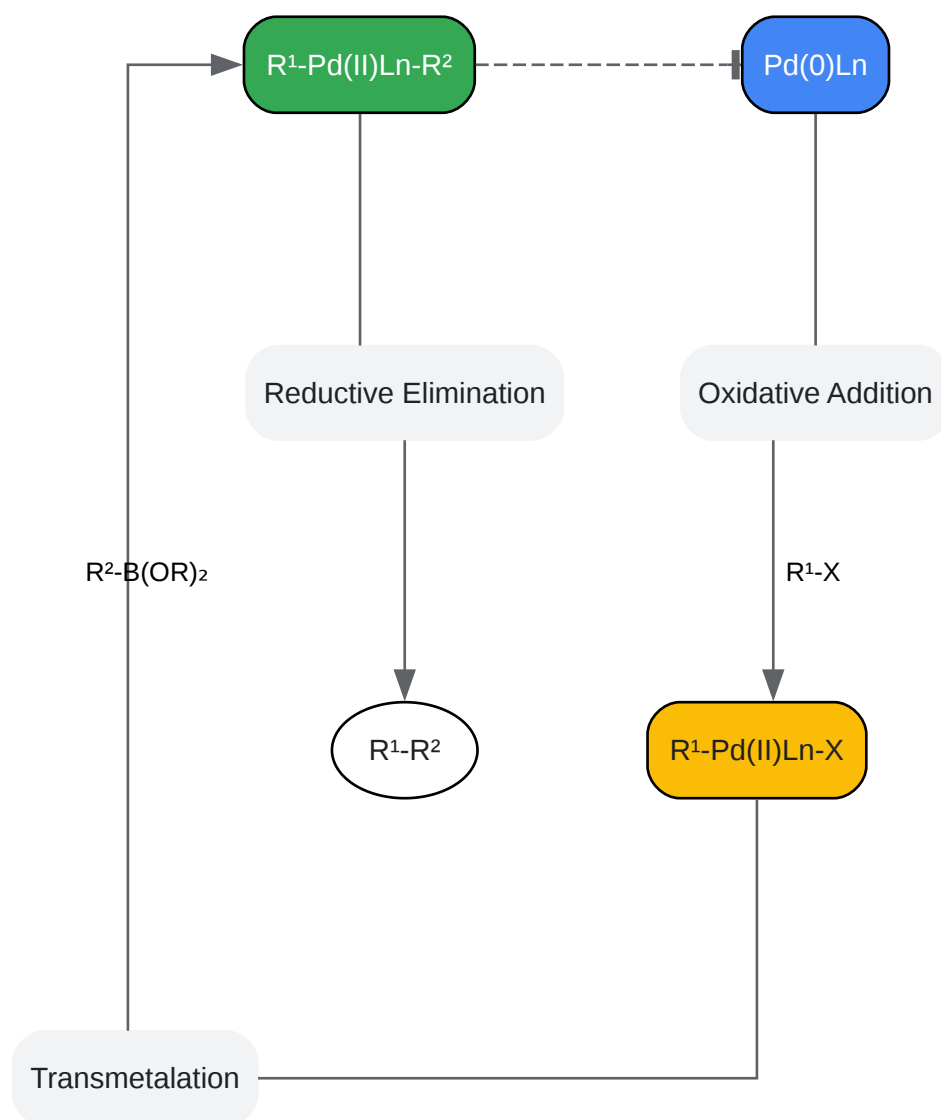 R¹-Pd(II)Ln-R²
Pd(0)Ln
Reductive Elimination
Oxidative Addition
R²-B(OR)₂
R¹-X
R¹-R²
R¹-Pd(II)Ln-X
Transmetalation